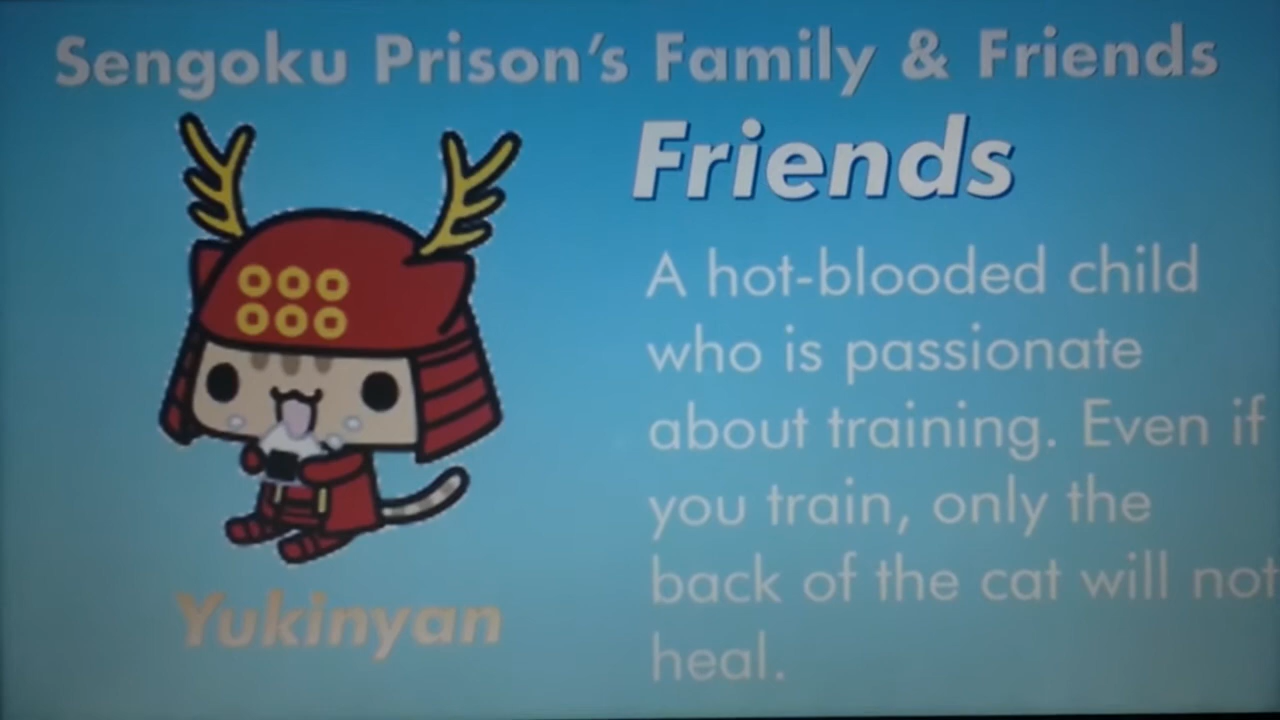 Sengoku Prison's Family & Friends
Friends
A hot-blooded child
who is passionate
about training. Even if
you train, only the
back of the cat will not
heal.
Yukinyan